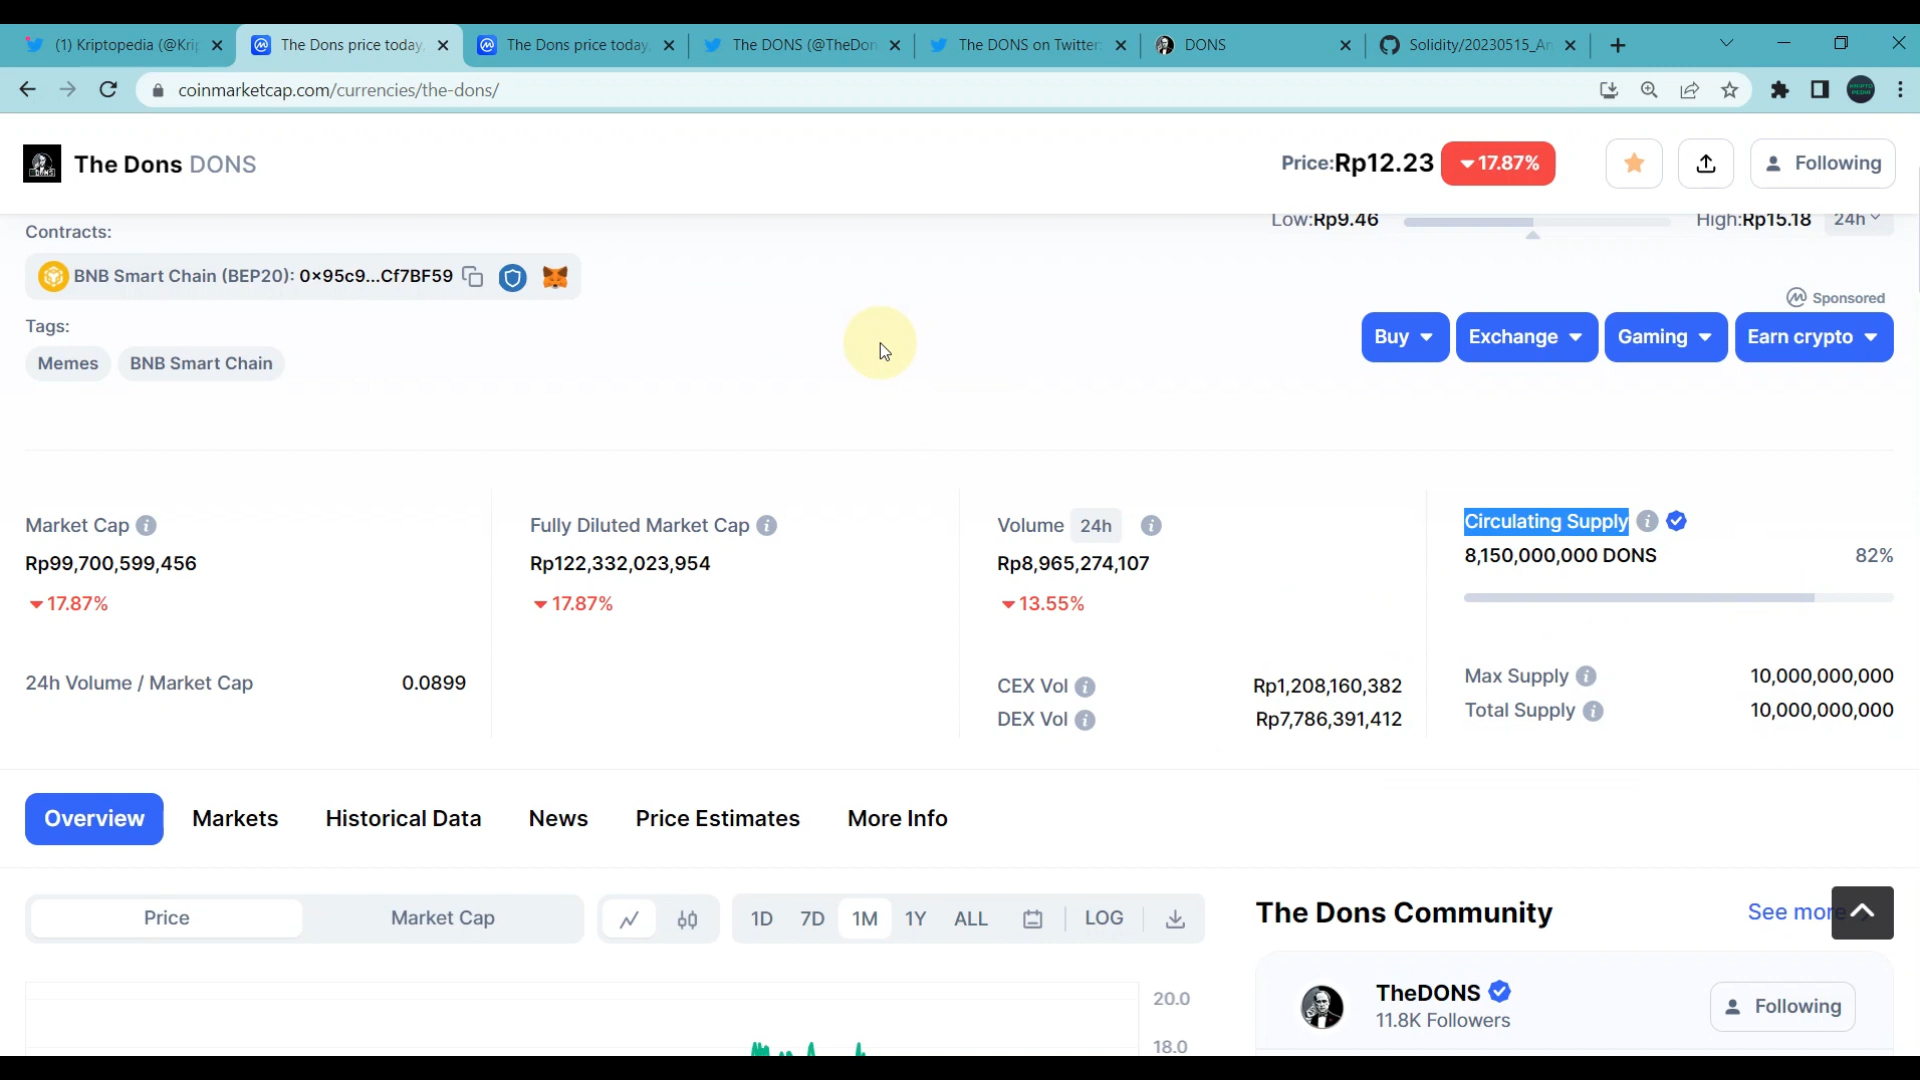 (1) Kriptopedia (@Krip
The Dons price today,
The Dons price today,
The DONS (@TheDon
The DONS on Twitter:
DONS
Solidity/20230515_An
coinmarketcap.com/currencies/the-dons/
The Dons DONS
Price:Rp12.23
17.87%
Following
Low:Rp9.46
High:Rp15.18
24h
Contracts:
BNB Smart Chain (BEP20): 0x95c9...Cf7BF59
Sponsored
Tags:
Memes
BNB Smart Chain
Buy
Exchange
Gaming
Earn crypto
Market Cap
Rp99,700,599,456
17.87%
24h Volume / Market Cap
0.0899
Fully Diluted Market Cap
Rp122,332,023,954
17.87%
Volume
24h
Rp8,965,274,107
13.55%
CEX Vol
Rp1,208,160,382
DEX Vol
Rp7,786,391,412
Circulating Supply
8,150,000,000 DONS
82%
Max Supply
10,000,000,000
Total Supply
10,000,000,000
Overview
Markets
Historical Data
News
Price Estimates
More Info
Price
Market Cap
1D
7D
1M
1Y
ALL
LOG
The Dons Community
See more
20.0
18.0
TheDONS
11.8K Followers
Following